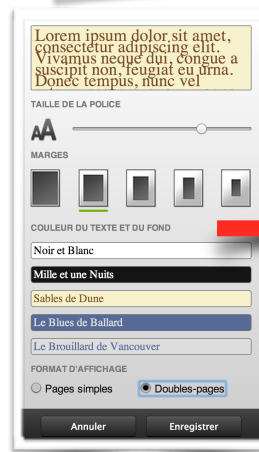 Lorem ipsum dolor sit amet,
consectetur adipiscing elit.
Vivamus neque dui, congue a
suscipit non, feugiat eu urna.
Donec tempus, nunc vel
TAILLE DE LA POLICE
AA
MARGES
COULEUR DU TEXTE ET DU FOND
Noir et Blanc
Mille et une Nuits
Sables de Dune
Le Blues de Ballard
Le Brouillard de Vancouver
FORMAT D'AFFICHAGE
Pages simples Doubles-pages
Annuler Enregistrer